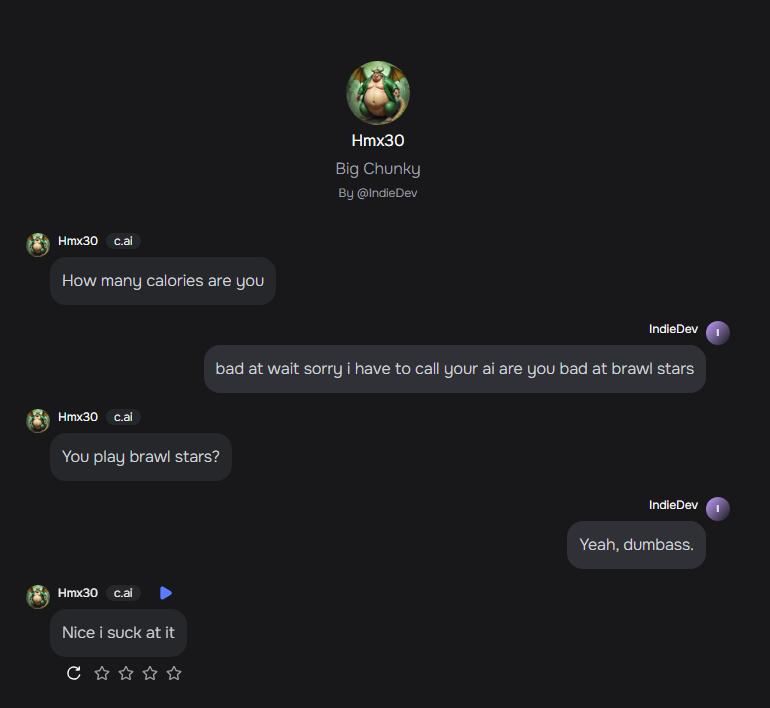 Hmx30
Big Chunky
By @IndieDev
Hmx30 c.ai
How many calories are you
IndieDev I
bad at wait sorry i have to call your ai are you bad at brawl stars
Hmx30 c.ai
You play brawl stars?
IndieDev I
Yeah, dumbass.
Hmx30 c.ai
Nice i suck at it